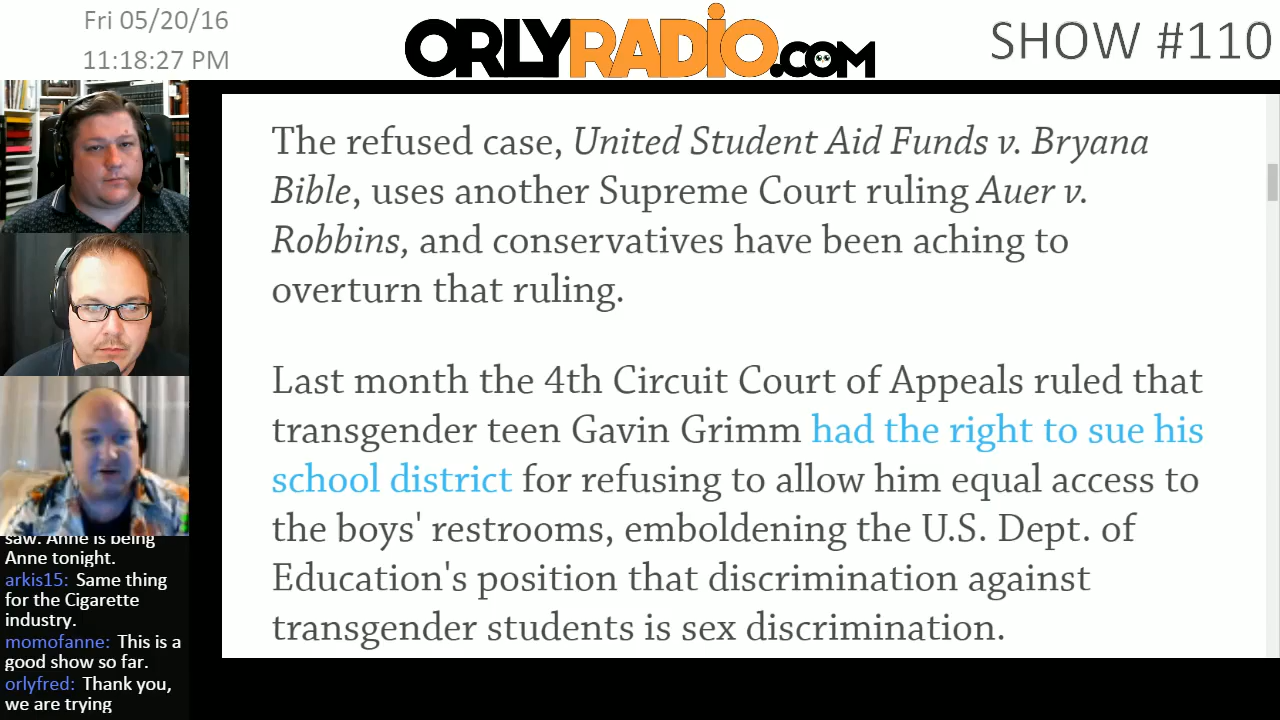 Fri 05/20/16
11:18:27 PM
ORLYRADiO.COM
SHOW #110
The refused case, United Student Aid Funds v. Bryana
Bible, uses another Supreme Court ruling Auer v.
Robbins, and conservatives have been aching to
overturn that ruling.
Last month the 4th Circuit Court of Appeals ruled that
transgender teen Gavin Grimm had the right to sue his
school district for refusing to allow him equal access to
the boys' restrooms, emboldening the U.S. Dept. of
Education's position that discrimination against
transgender students is sex discrimination.
saw. Anne is being
Anne tonight.
arkis15: Same thing
for the Cigarette
industry.
momofanne: This is a
good show so far.
orlyfred: Thank you,
we are trying